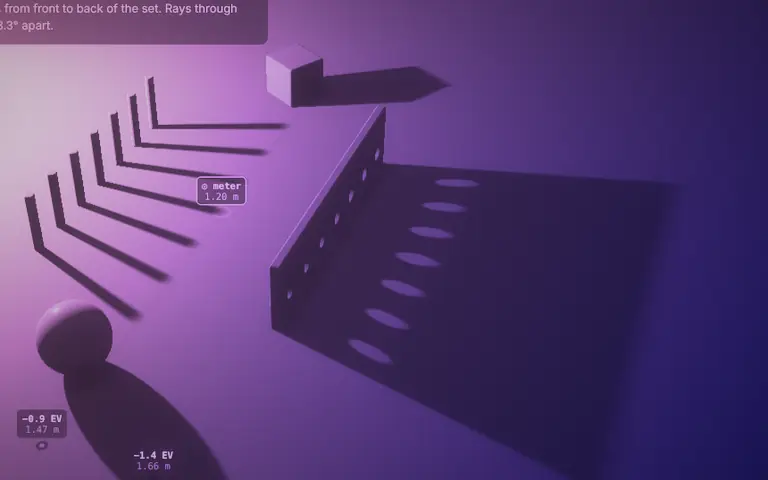 from front to back of the set. Rays through
.3° apart.
⊙ meter
1.20 m
−0.9 EV
1.47 m
−1.4 EV
1.66 m